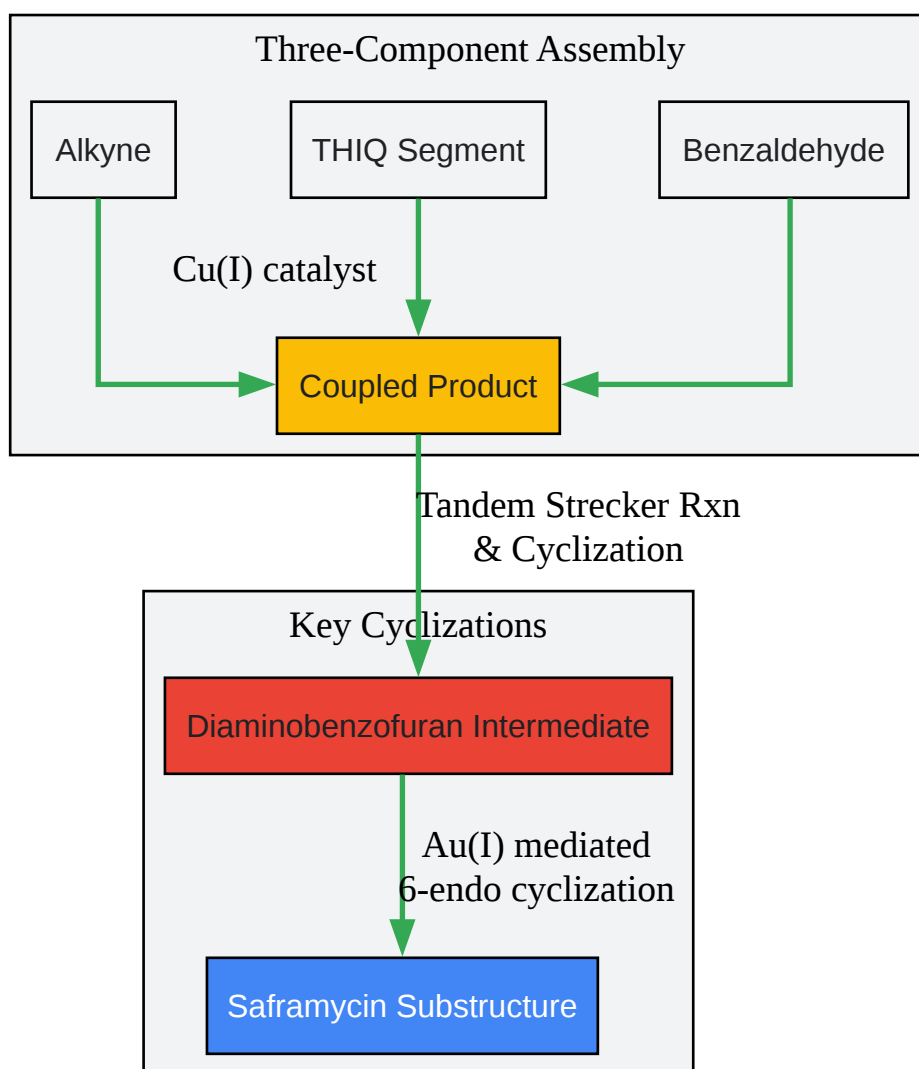 Three-Component Assembly
Alkyne
THIQ Segment
Benzaldehyde
Cu(I) catalyst
Coupled Product
Tandem Strecker Rxn
& Cyclization
Key Cyclizations
Diaminobenzofuran Intermediate
Au(I) mediated
6-endo cyclization
Saframycin Substructure